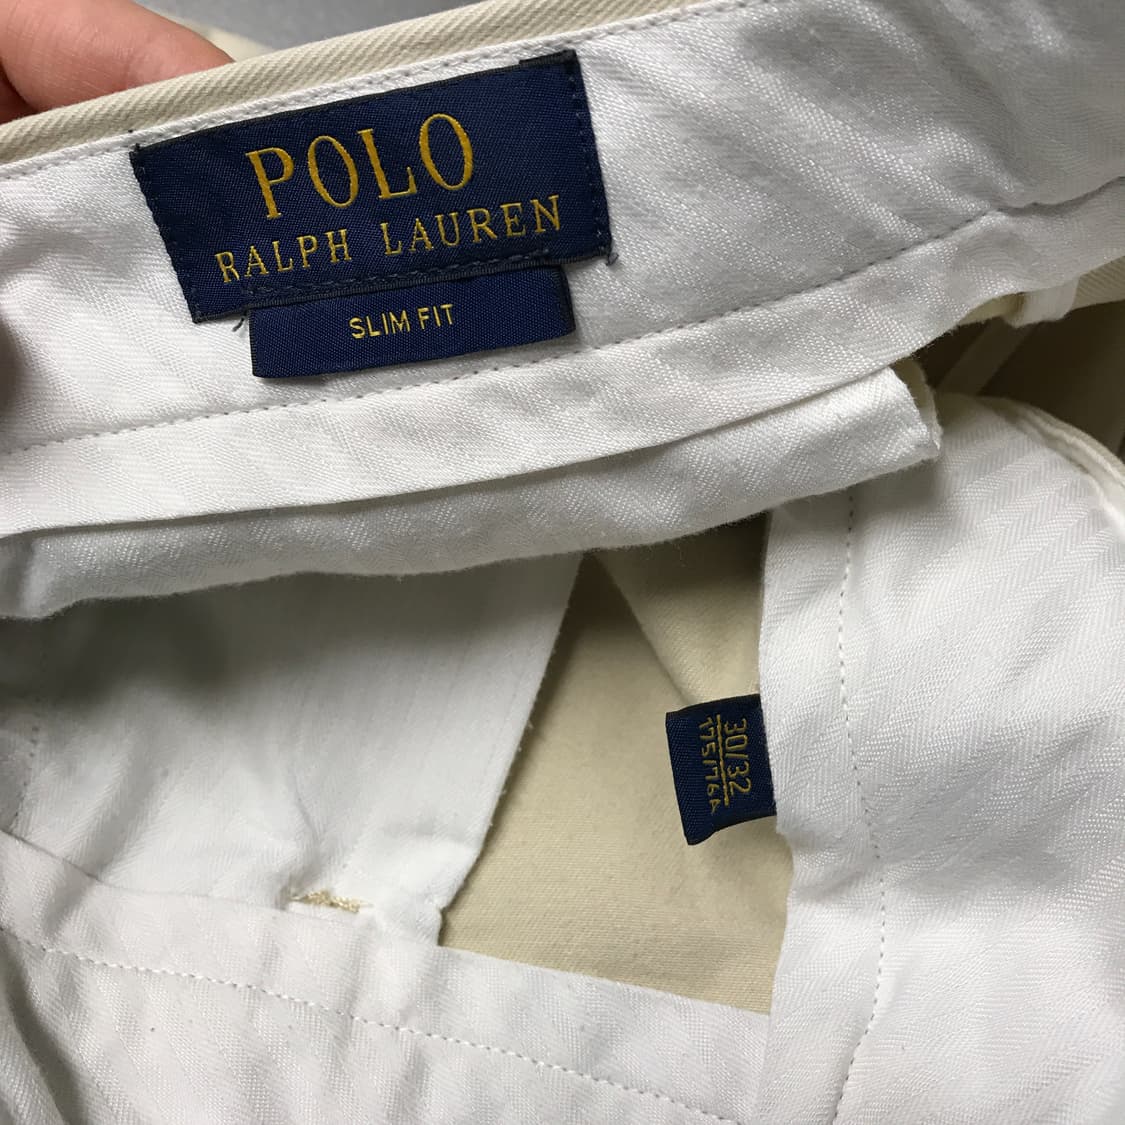 POLO
RALPH LAUREN
SLIM FIT
30/32
175/76A